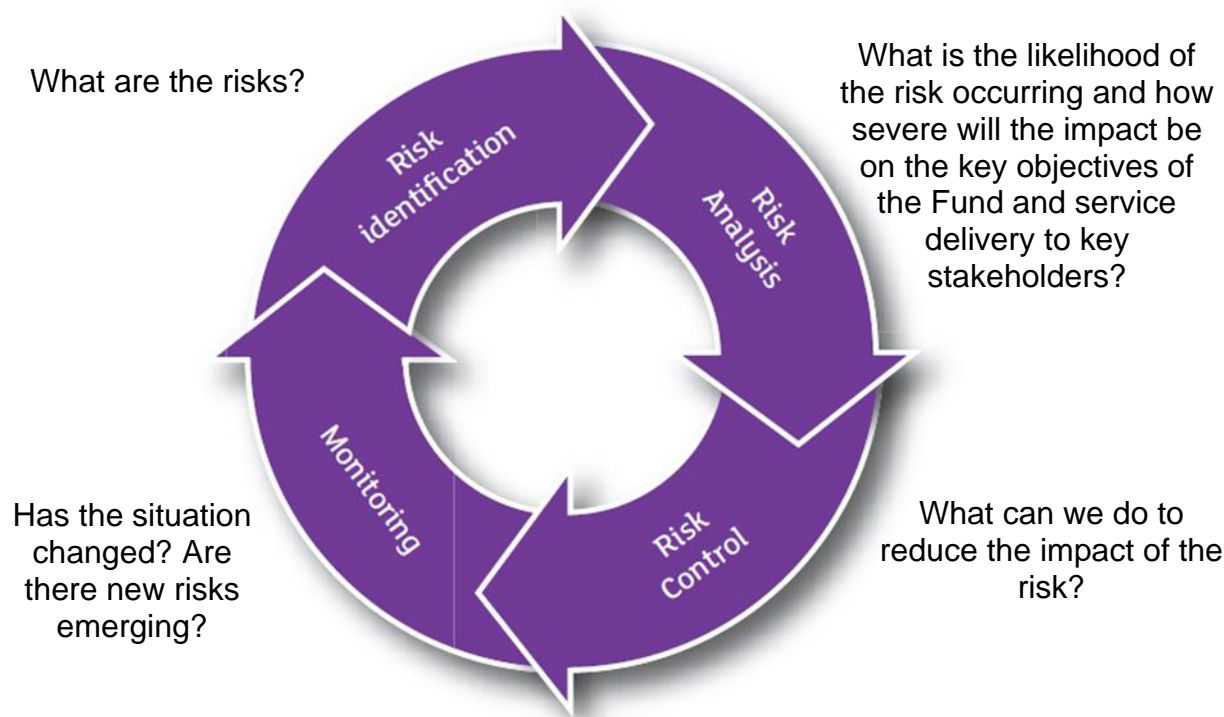 What are the risks?
Risk
identification
What is the likelihood of
the risk occurring and how
severe will the impact be
on the key objectives of
the Fund and service
delivery to key
stakeholders?
Risk
Analysis
What can we do to
reduce the impact of the
risk?
Risk
Control
Monitoring
Has the situation
changed? Are
there new risks
emerging?